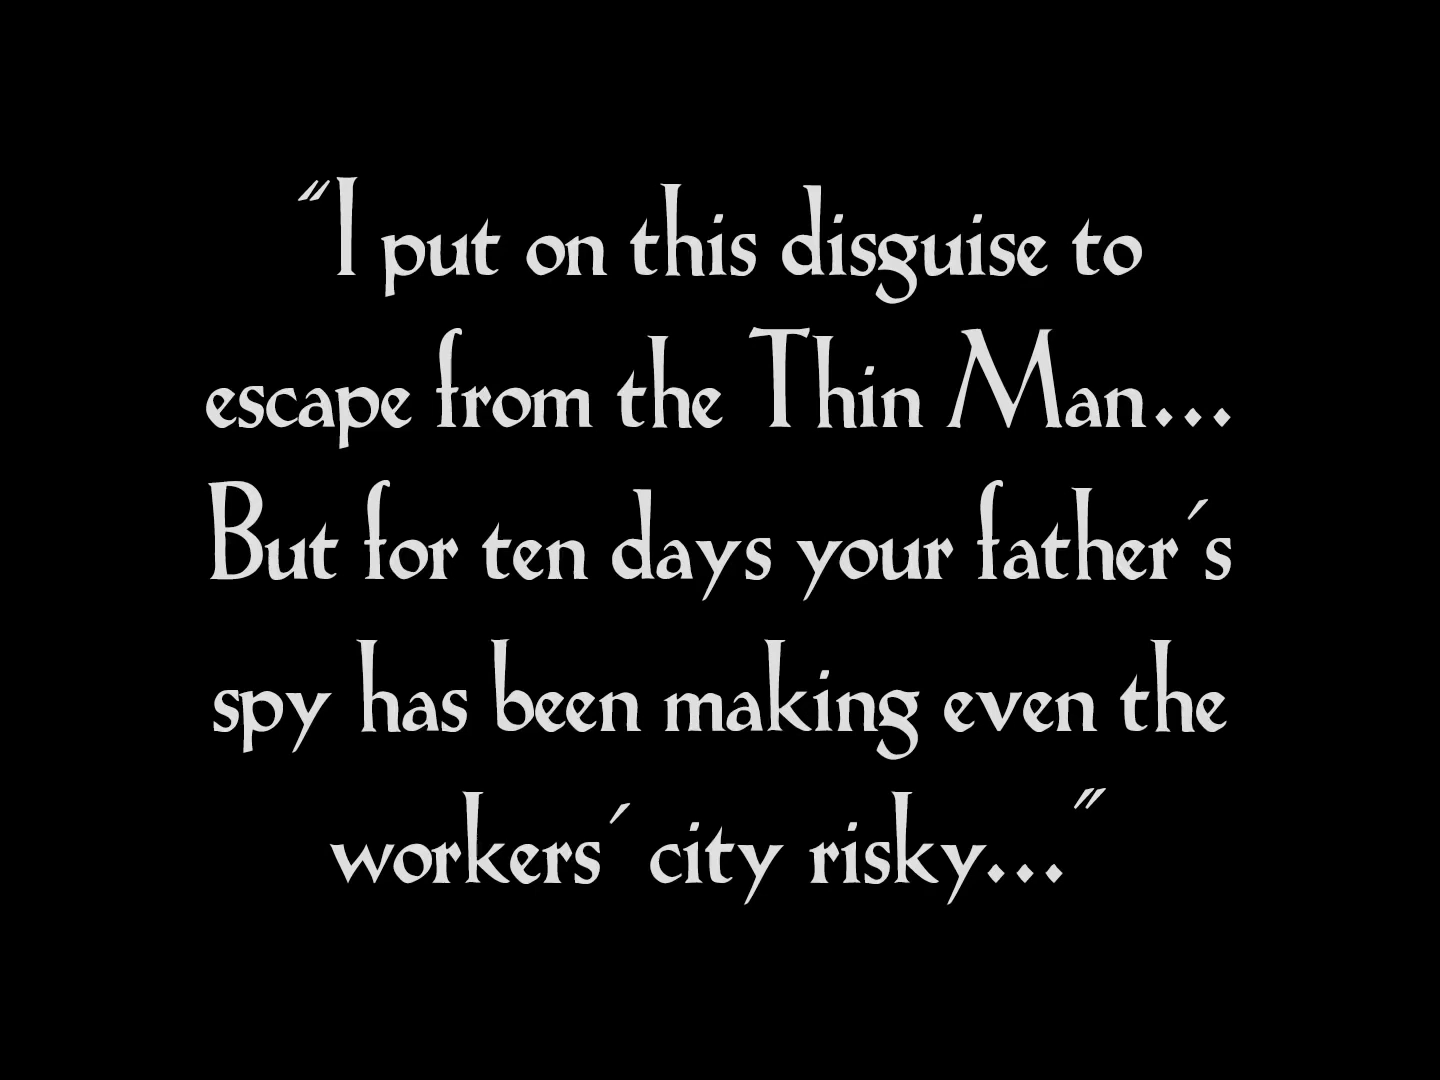 “I put on this disguise to
escape from the Thin Man...
But for ten days your father´s
spy has been making even the
workers´ city risky...”